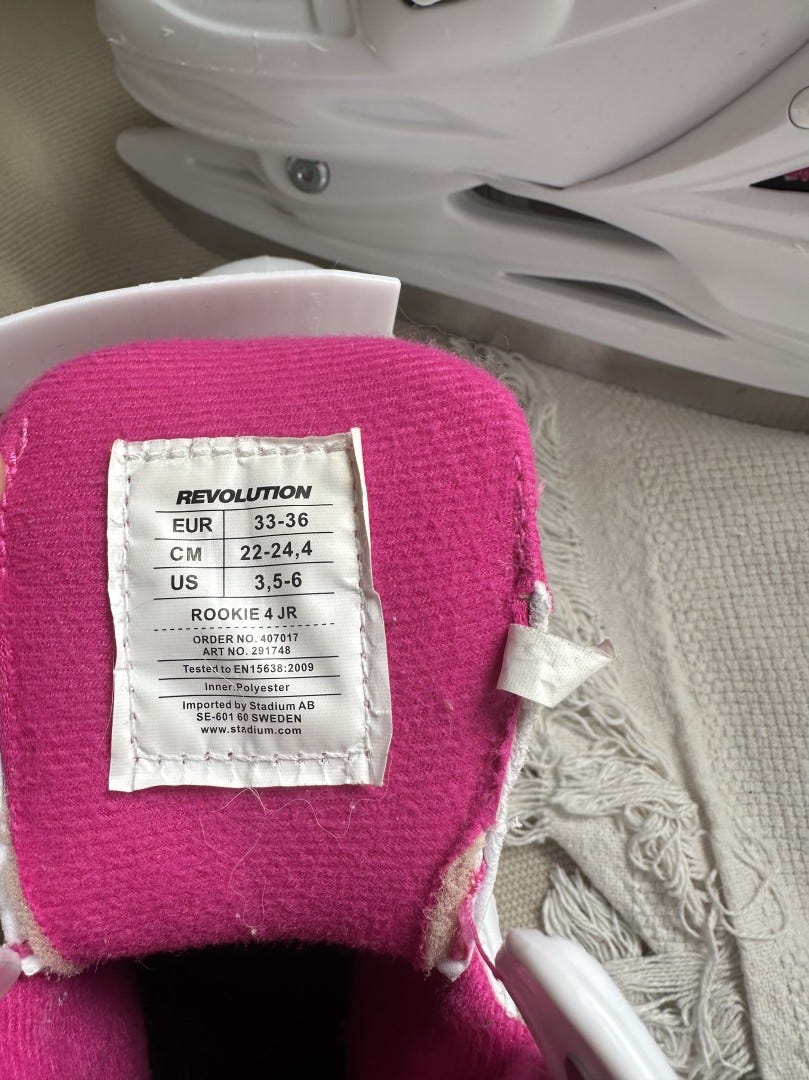 REVOLUTION
EUR 33-36
CM 22-24,4
US 3,5-6
ROOKIE 4 JR
ORDER NO. 407017
ART NO. 291748
Tested to EN15638:2009
Inner:Polyester
Imported by Stadium AB
SE-601 60 SWEDEN
www.stadium.com